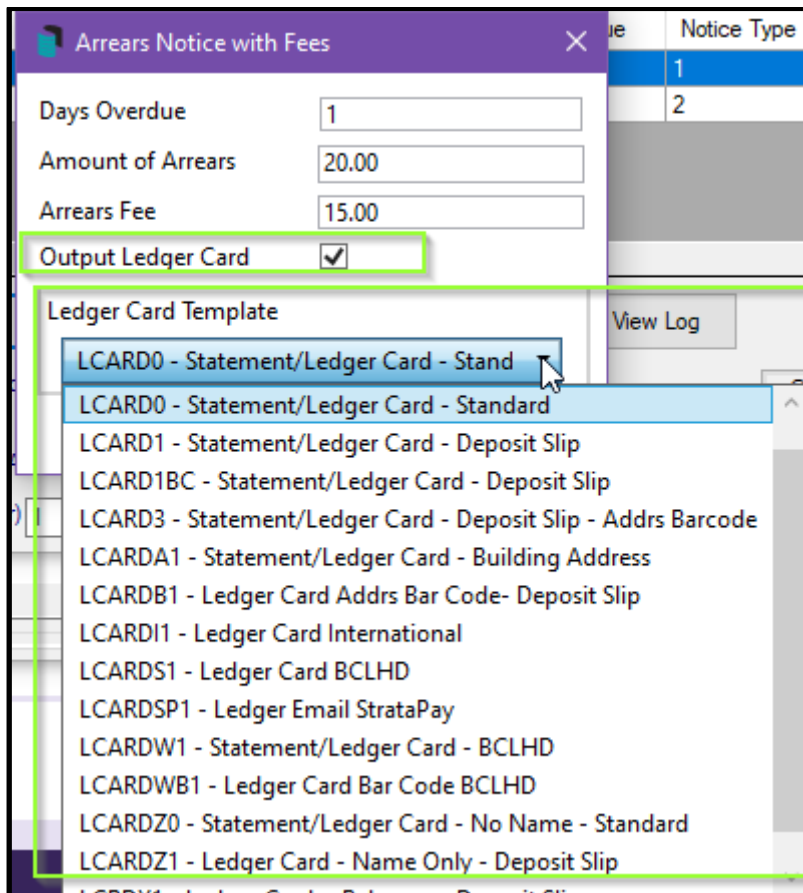 Arrears Notice with Fees
Notice Type
Days Overdue
1
1
2
Amount of Arrears
20.00
Arrears Fee
15.00
Output Ledger Card
Ledger Card Template
View Log
LCARD0 - Statement/Ledger Card - Stand
LCARD0 - Statement/Ledger Card - Standard
LCARD1 - Statement/Ledger Card - Deposit Slip
LCARD1BC - Statement/Ledger Card - Deposit Slip
LCARD3 - Statement/Ledger Card - Deposit Slip - Addrs Barcode
LCARDA1 - Statement/Ledger Card - Building Address
LCARDB1 - Ledger Card Addrs Bar Code- Deposit Slip
LCARDI1 - Ledger Card International
LCARDS1 - Ledger Card BCLHD
LCARDSP1 - Ledger Email StrataPay
LCARDW1 - Statement/Ledger Card - BCLHD
LCARDWB1 - Ledger Card Bar Code BCLHD
LCARDZ0 - Statement/Ledger Card - No Name - Standard
LCARDZ1 - Ledger Card - Name Only - Deposit Slip